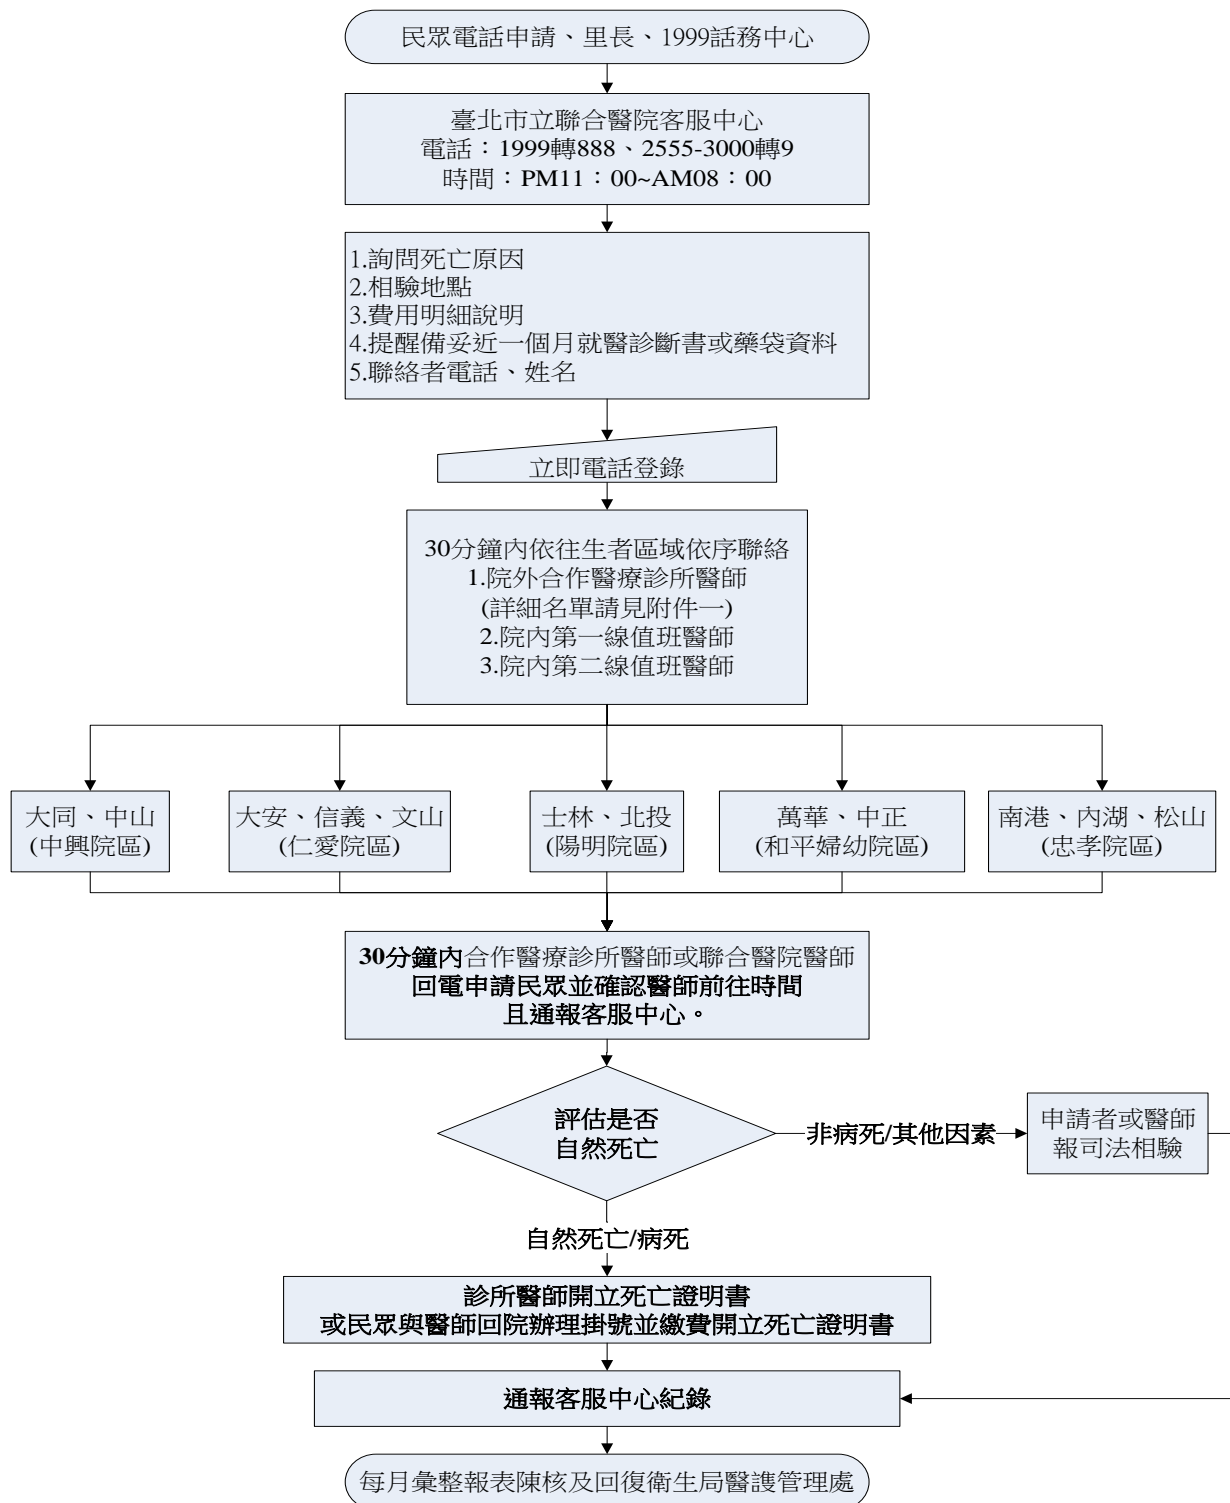 民眾電話申請、里長、1999話務中心
臺北市立聯合醫院客服中心
電話：1999轉888、2555-3000轉9
時間：PM11：00~AM08：00
1.詢問死亡原因
2.相驗地點
3.費用明細說明
4.提醒備妥近一個月就醫診斷書或藥袋資料
5.聯絡者電話、姓名
立即電話登錄
30分鐘內依往生者區域依序聯絡
1.院外合作醫療診所醫師
(詳細名單請見附件一)
2.院內第一線值班醫師
3.院內第二線值班醫師
大同、中山
(中興院區)
大安、信義、文山
(仁愛院區)
士林、北投
(陽明院區)
萬華、中正
(和平婦幼院區)
南港、內湖、松山
(忠孝院區)
30分鐘內合作醫療診所醫師或聯合醫院醫師
回電申請民眾並確認醫師前往時間
且通報客服中心。
評估是否
自然死亡
非病死/其他因素
申請者或醫師
報司法相驗
自然死亡/病死
診所醫師開立死亡證明書
或民眾與醫師回院辦理掛號並繳費開立死亡證明書
通報客服中心紀錄
每月彙整報表陳核及回復衛生局醫護管理處